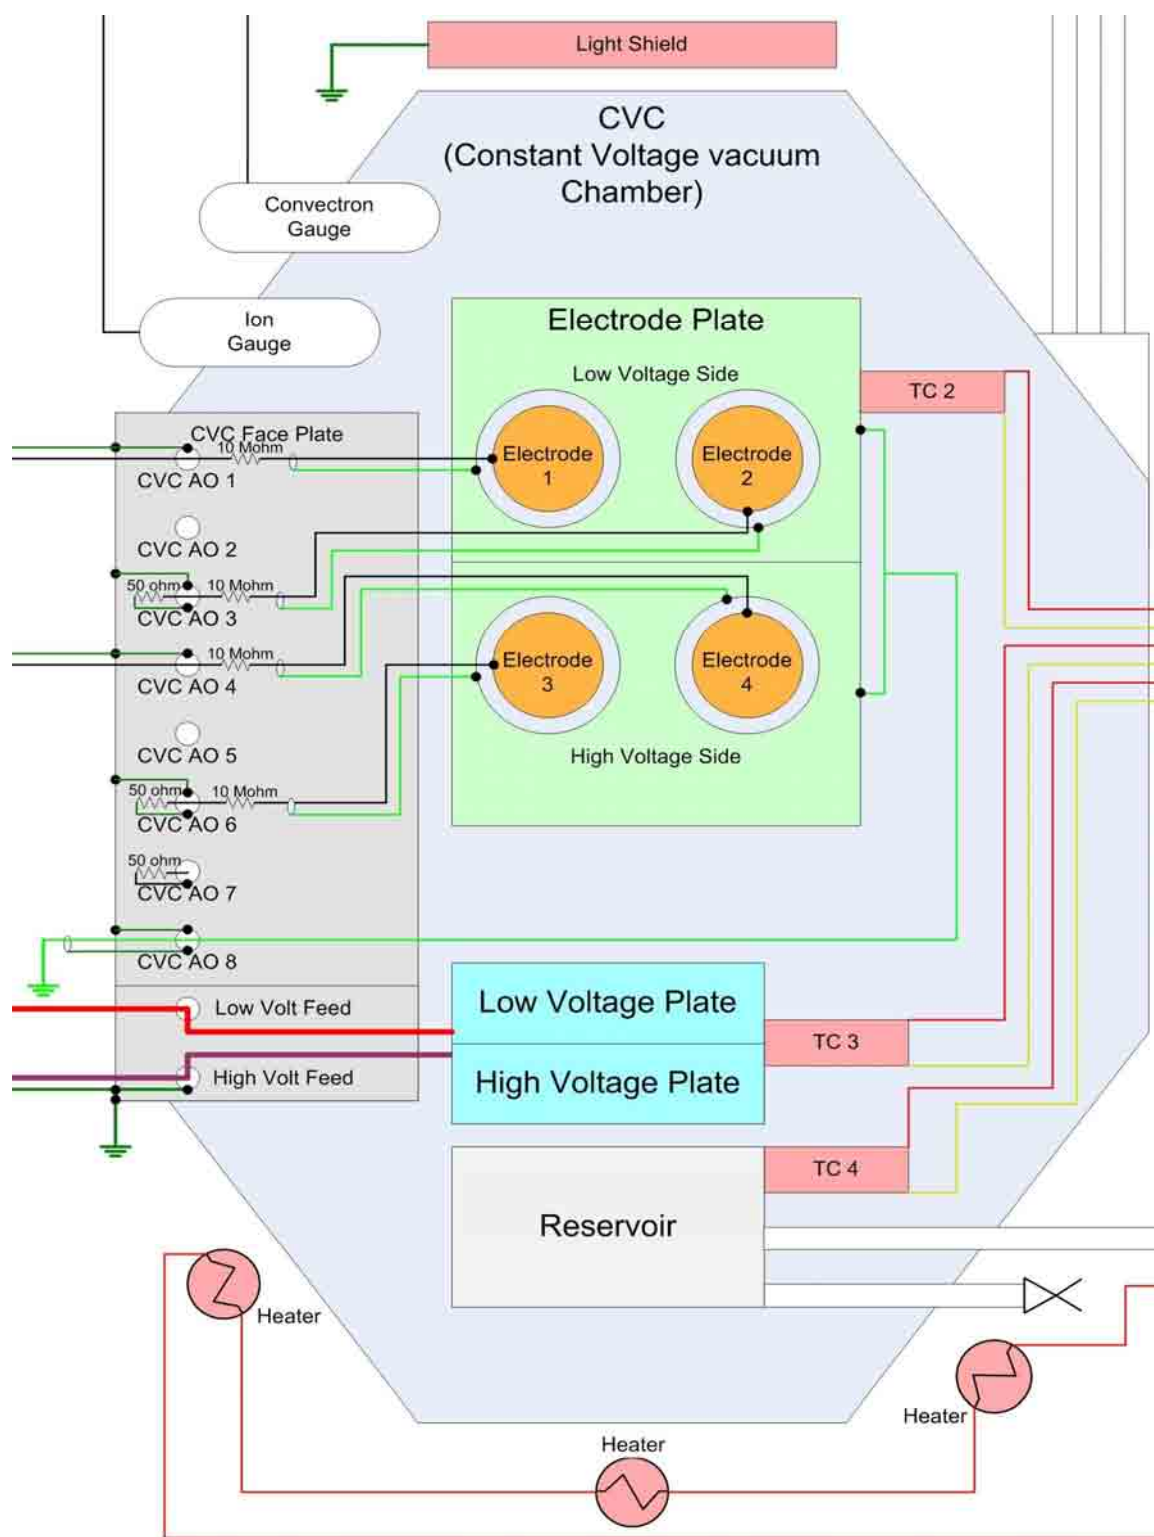 Light Shield
CVC
(Constant Voltage vacuum
Chamber)
Convectron
Gauge
Ion
Gauge
Electrode Plate
Low Voltage Side
TC 2
CVC Face Plate
10 Mohm
CVC AO 1
Electrode
1
Electrode
2
CVC AO 2
50 ohm
10 Mohm
CVC AO 3
10 Mohm
CVC AO 4
Electrode
3
Electrode
4
CVC AO 5
High Voltage Side
50 ohm
10 Mohm
CVC AO 6
50 ohm
CVC AO 7
CVC AO 8
Low Volt Feed
High Volt Feed
Low Voltage Plate
TC 3
High Voltage Plate
TC 4
Reservoir
Heater
Heater
Heater